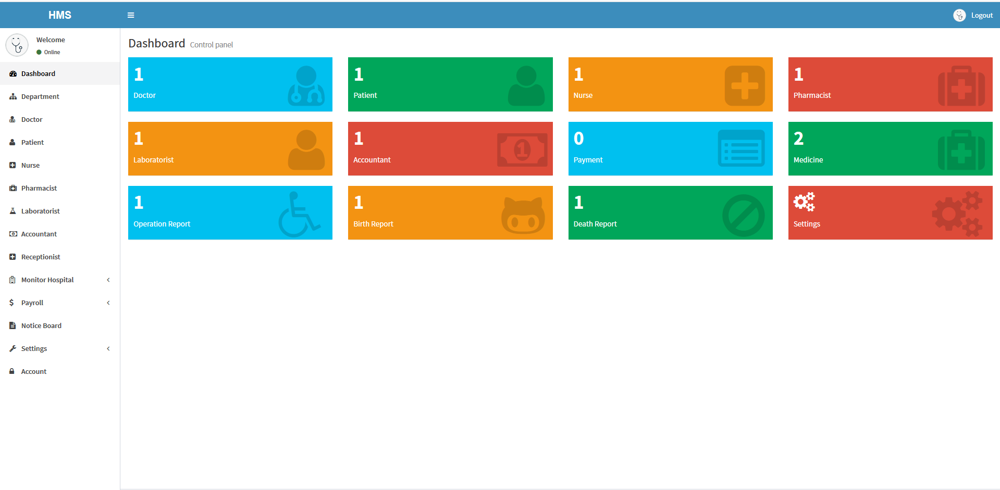 HMS
Logout
Welcome
Online
Dashboard
Department
Doctor
Patient
Nurse
Pharmacist
Laboratorist
Accountant
Receptionist
Monitor Hospital
Payroll
Notice Board
Settings
Account
Dashboard Control panel
1
Doctor
1
Patient
1
Nurse
1
Pharmacist
1
Laboratorist
1
Accountant
1
0
Payment
2
Medicine
1
Operation Report
1
Birth Report
1
Death Report
Settings